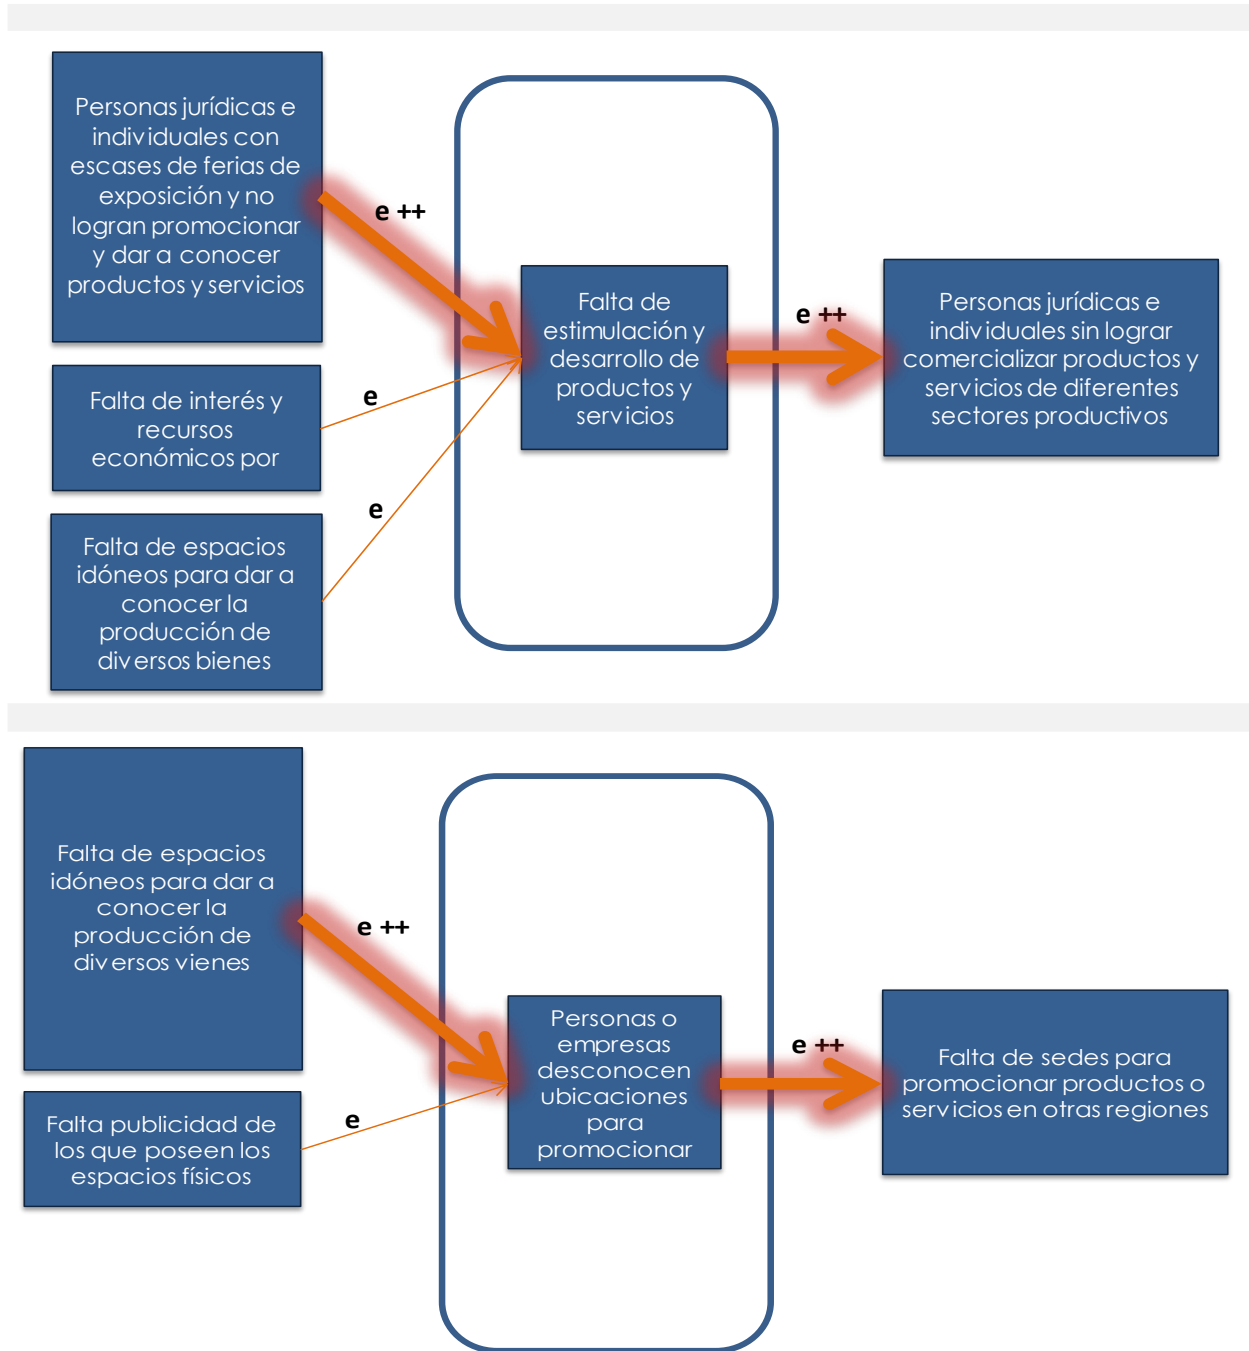 Personas jurídicas e
individuales con
escases de ferias de
exposición y no
logran promocionar
y dar a conocer
productos y servicios
e ++
Falta de
estimulación y
desarrollo de
productos y
servicios
e ++
Personas jurídicas e
individuales sin lograr
comercializar productos y
servicios de diferentes
sectores productivos
Falta de interés y
recursos
económicos por
e
Falta de espacios
idóneos para dar a
conocer la
producción de
diversos bienes
e
Falta de espacios
idóneos para dar a
conocer la
producción de
diversos vienes
e ++
Personas o
empresas
desconocen
ubicaciones
para
promocionar
e ++
Falta de sedes para
promocionar productos o
servicios en otras regiones
Falta publicidad de
los que poseen los
espacios físicos
e